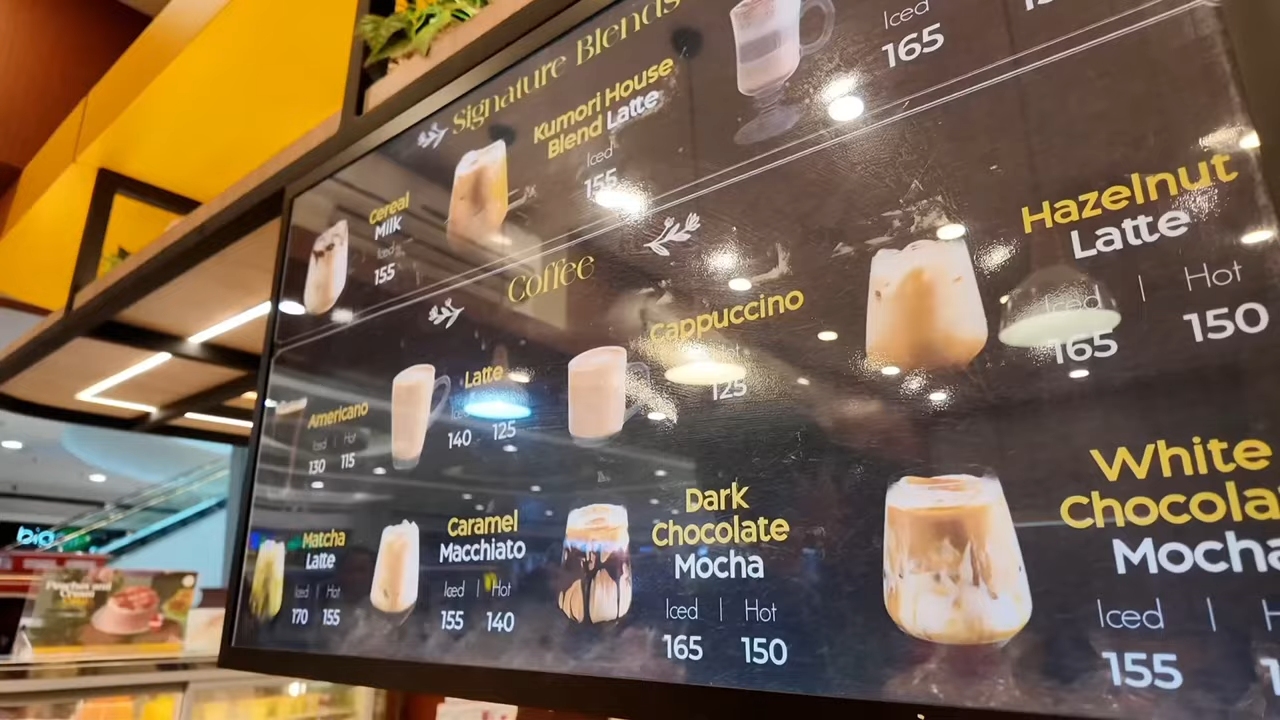 Signature Blends
Iced
165
Kumori House
Blend Latte
Iced
155
Cereal
Milk
Iced
155
Coffee
Americano
Iced | Hot
130 115
Latte
140 125
Cappuccino
125
Hazelnut
Latte
Iced | Hot
165 150
Matcha
Latte
Iced | Hot
170 155
Caramel
Macchiato
Iced | Hot
155 140
Dark
Chocolate
Mocha
Iced | Hot
165 150
White
Chocola
Mocha
Iced |
155
big